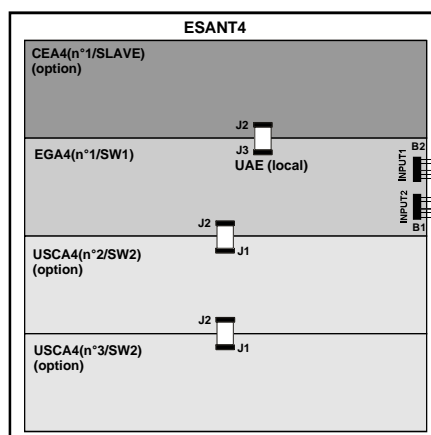 ESANT4
CEA4(n°1/SLAVE)
(option)
J2
EGA4(n°1/SW1)
J3
UAE (local)
B2
INPUT1
INPUT2
B1
J2
USCA4(n°2/SW2)
J1
(option)
J2
USCA4(n°3/SW2)
J1
(option)